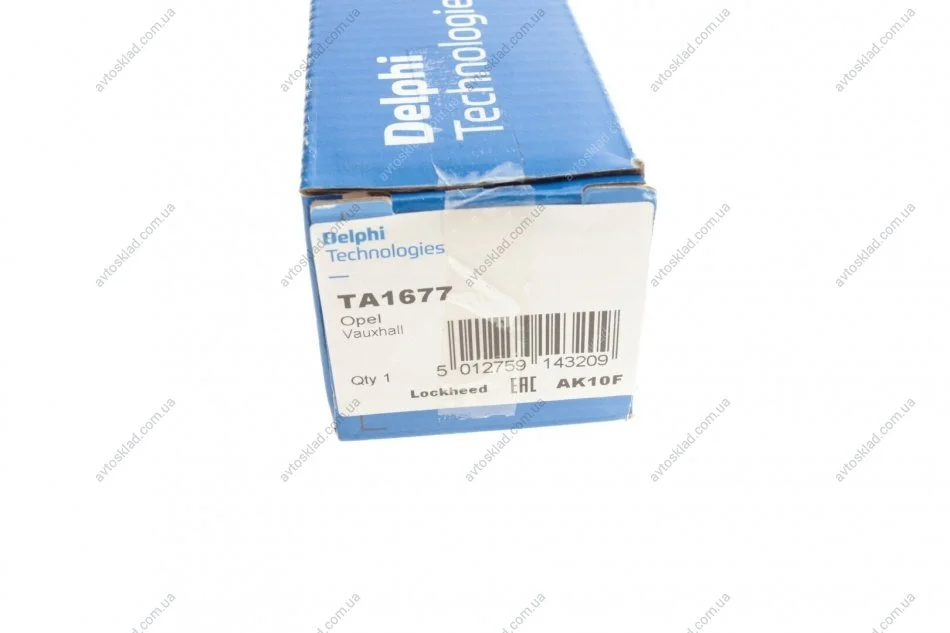 Delphi
Technologies
Delphi
Technologies
TA1677
Opel
Vauxhall
5 012759 143209
Qty 1
Lockheed EAC AK10F
avtosklad.com.ua